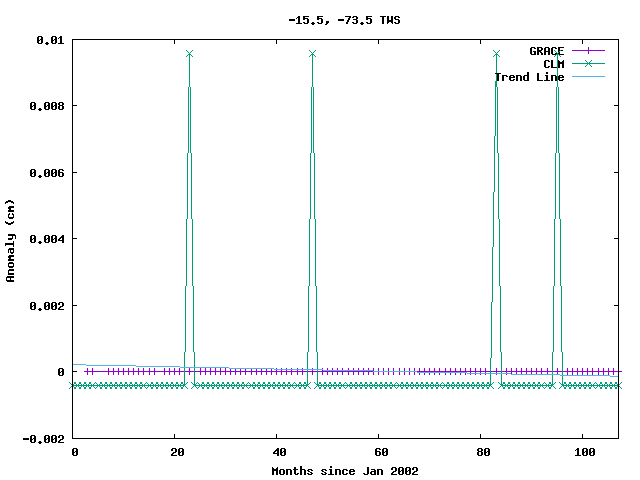 -15.5, -73.5 TWS
0.01
0.008
0.006
0.004
0.002
0
-0.002
Anomaly (cm)
GRACE
CLM
Trend Line
0 20 40 60 80 100
Months since Jan 2002